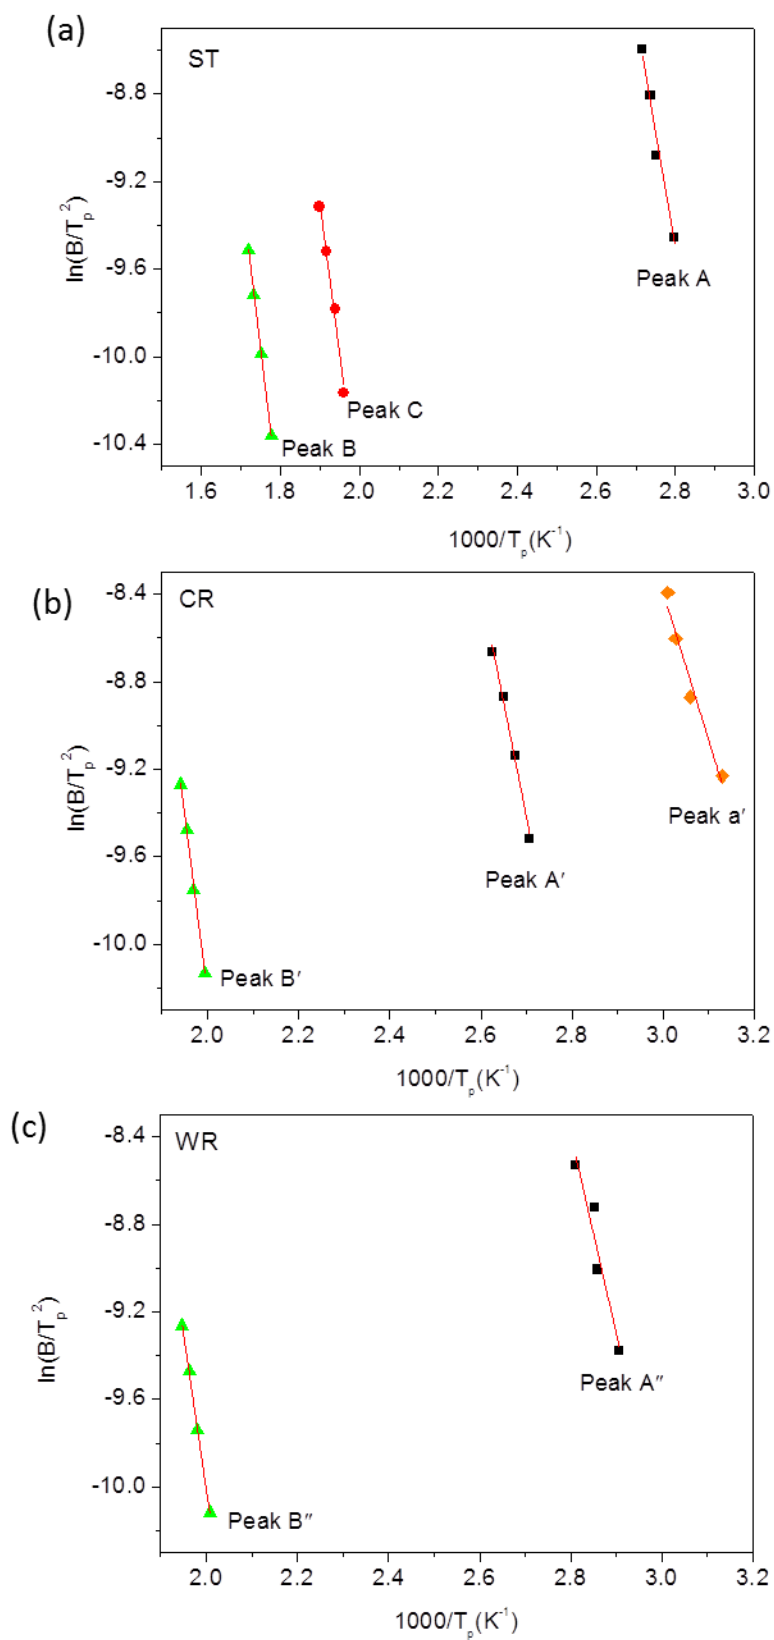 (a)
ST
-8.8
-9.2
-9.6
-10.0
-10.4
ln(B/Tp²)
Peak A
Peak C
Peak B
1.6 1.8 2.0 2.2 2.4 2.6 2.8 3.0
1000/Tp(K⁻¹)
(b)
CR
-8.4
-8.8
-9.2
-9.6
-10.0
ln(B/Tp²)
Peak a′
Peak A′
Peak B′
2.0 2.2 2.4 2.6 2.8 3.0 3.2
1000/Tp(K⁻¹)
(c)
WR
-8.4
-8.8
-9.2
-9.6
-10.0
ln(B/Tp²)
Peak A″
Peak B″
2.0 2.2 2.4 2.6 2.8 3.0 3.2
1000/Tp(K⁻¹)